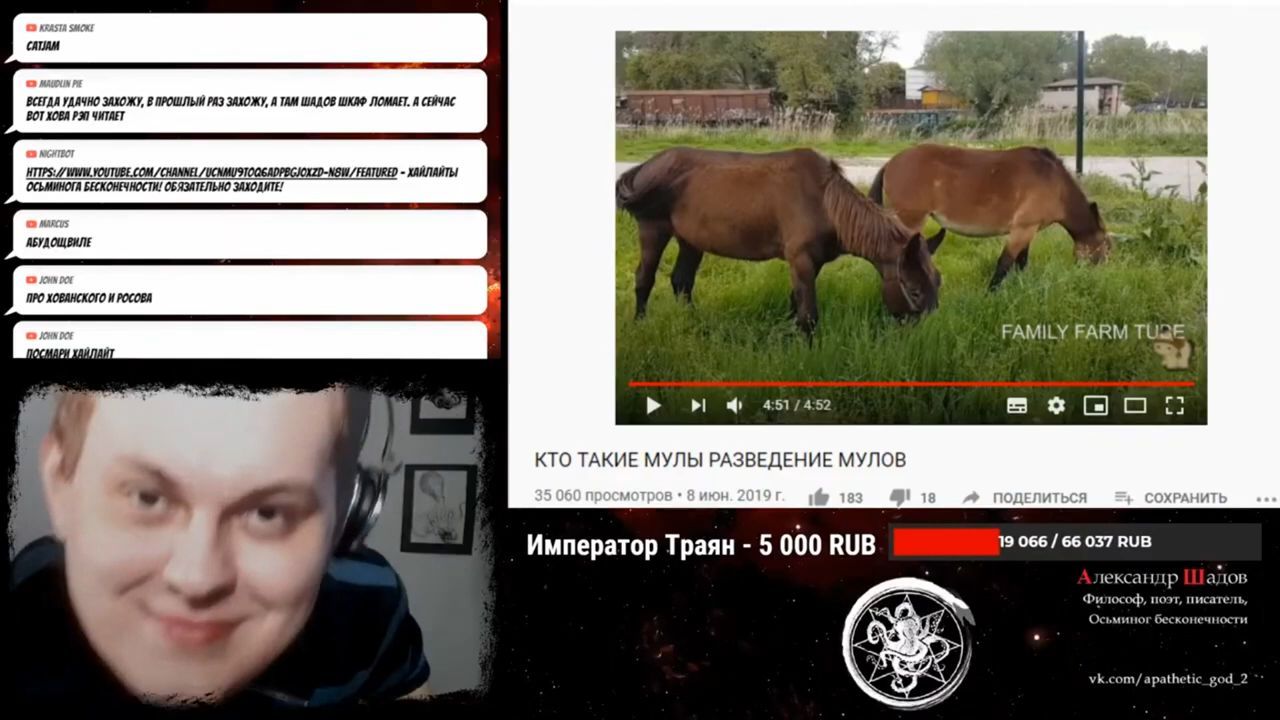 KRASTA SMOKE
CATJAM
MAUDLIN PIE
ВСЕГДА УДАЧНО ЗАХОЖУ, В ПРОШЛЫЙ РАЗ ЗАХОЖУ, А ТАМ ШАДОВ ШКАФ ЛОМАЕТ. А СЕЙЧАС
ВОТ ХОВА РЭП ЧИТАЕТ
NIGHTBOT
HTTPS://WWW.YOUTUBE.COM/CHANNEL/UCNMU9TOQ6ADPBGJOXZD-N8W/FEATURED - ХАЙЛАЙТЫ
ОСЬМИНОГА БЕСКОНЕЧНОСТИ! ОБЯЗАТЕЛЬНО ЗАХОДИТЕ!
MARCUS
АБУДОЩВИЛЕ
JOHN DOE
ПРО ХОВАНСКОГО И РОСОВА
JOHN DOE
ПОСМАРИ ХАЙЛАЙТ
FAMILY FARM TUBE
4:51 / 4:52
КТО ТАКИЕ МУЛЫ РАЗВЕДЕНИЕ МУЛОВ
35 060 просмотров • 8 июн. 2019 г.
183
18
ПОДЕЛИТЬСЯ
СОХРАНИТЬ
Император Траян - 5 000 RUB
19 066 / 66 037 RUB
Александр Шадов
Философ, поэт, писатель,
Осьминог бесконечности
vk.com/apathetic_god_2